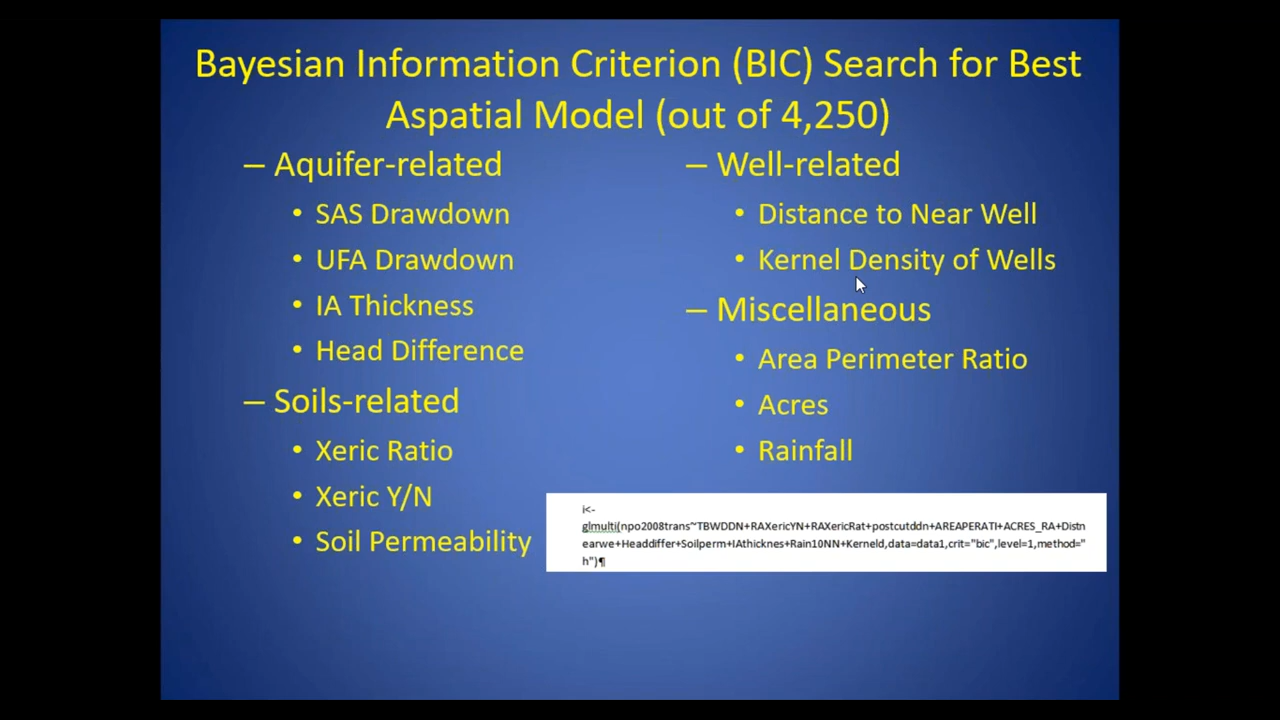 Bayesian Information Criterion (BIC) Search for Best
Aspatial Model (out of 4,250)
– Aquifer-related
• SAS Drawdown
• UFA Drawdown
• IA Thickness
• Head Difference
– Soils-related
• Xeric Ratio
• Xeric Y/N
• Soil Permeability
– Well-related
• Distance to Near Well
• Kernel Density of Wells
– Miscellaneous
• Area Perimeter Ratio
• Acres
• Rainfall
i<-
glmulti(npo2008trans~TBWDDN+RAXericYN+RAXericRat+postcutddn+AREAPERATI+ACRES_RA+Distn
earwe+Headdiffer+Soilperm+IAthicknes+Rain10NN+Kerneld,data=data1,crit="bic",level=1,method="
h")¶